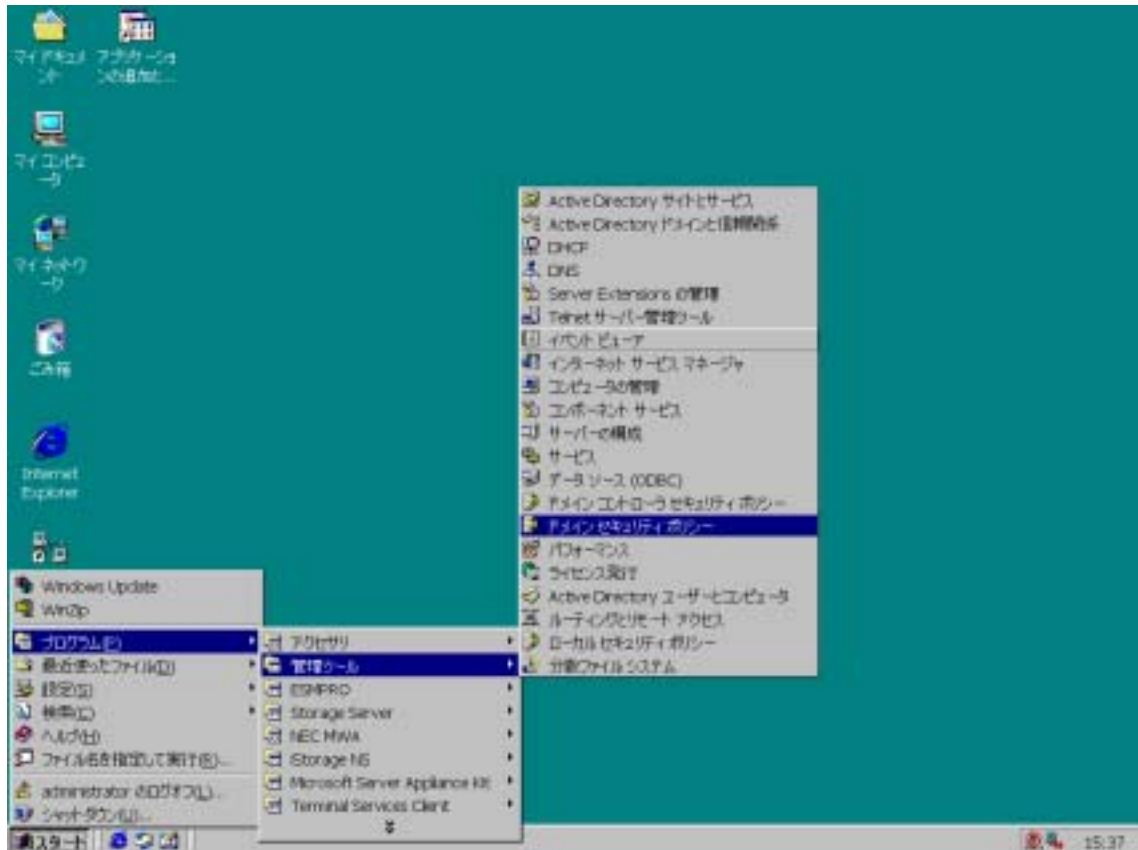 マイ ドキュメ
ント
アプリケーショ
ンの追加と...
マイ コンピュ
ータ
マイ ネットワ
ーク
ごみ箱
Internet
Explorer
Windows Update
WinZip
プログラム(P)
最近使ったファイル(D)
設定(S)
検索(C)
ヘルプ(H)
ファイル名を指定して実行(R)...
administrator のログオフ(L)...
シャットダウン(U)...
アクセサリ
管理ツール
ESMPRO
Storage Server
NEC MWA
iStorage NS
Microsoft Server Appliance Kit
Terminal Services Client
Active Directory サイトとサービス
Active Directory ドメインと信頼関係
DHCP
DNS
Server Extensions の管理
Telnet サーバー管理ツール
イベント ビューア
インターネット サービス マネージャ
コンピュータの管理
コンポーネント サービス
サーバーの構成
サービス
データ ソース (ODBC)
ドメイン コントローラ セキュリティ ポリシー
ドメイン セキュリティ ポリシー
パフォーマンス
ライセンス発行
Active Directory ユーザーとコンピュータ
ルーティングとリモート アクセス
ローカル セキュリティ ポリシー
分散ファイル システム
スタート
15:37